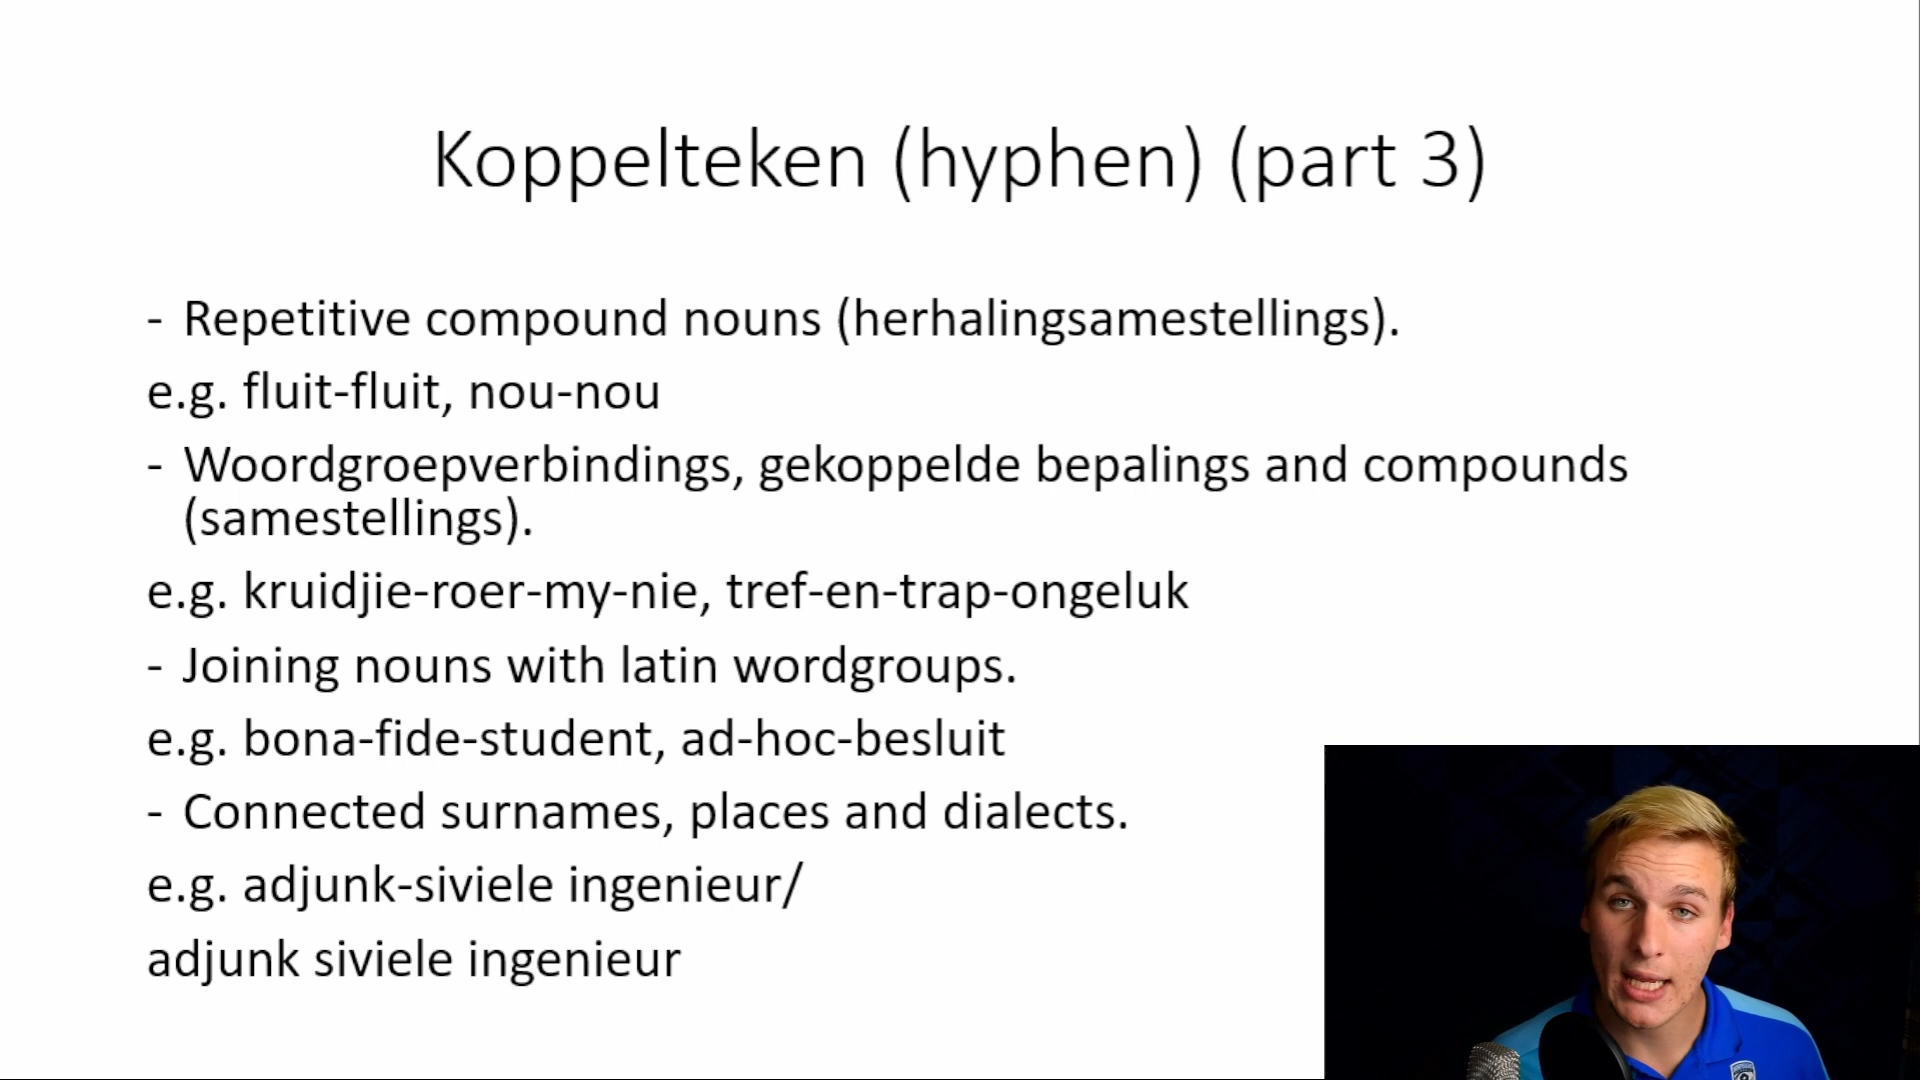 Koppelteken (hyphen) (part 3)
- Repetitive compound nouns (herhalingsamestellings).
e.g. fluit-fluit, nou-nou
- Woordgroepverbindings, gekoppelde bepalings and compounds
(samestellings).
e.g. kruidjie-roer-my-nie, tref-en-trap-ongeluk
- Joining nouns with latin wordgroups.
e.g. bona-fide-student, ad-hoc-besluit
- Connected surnames, places and dialects.
e.g. adjunk-siviele ingenieur/
adjunk siviele ingenieur